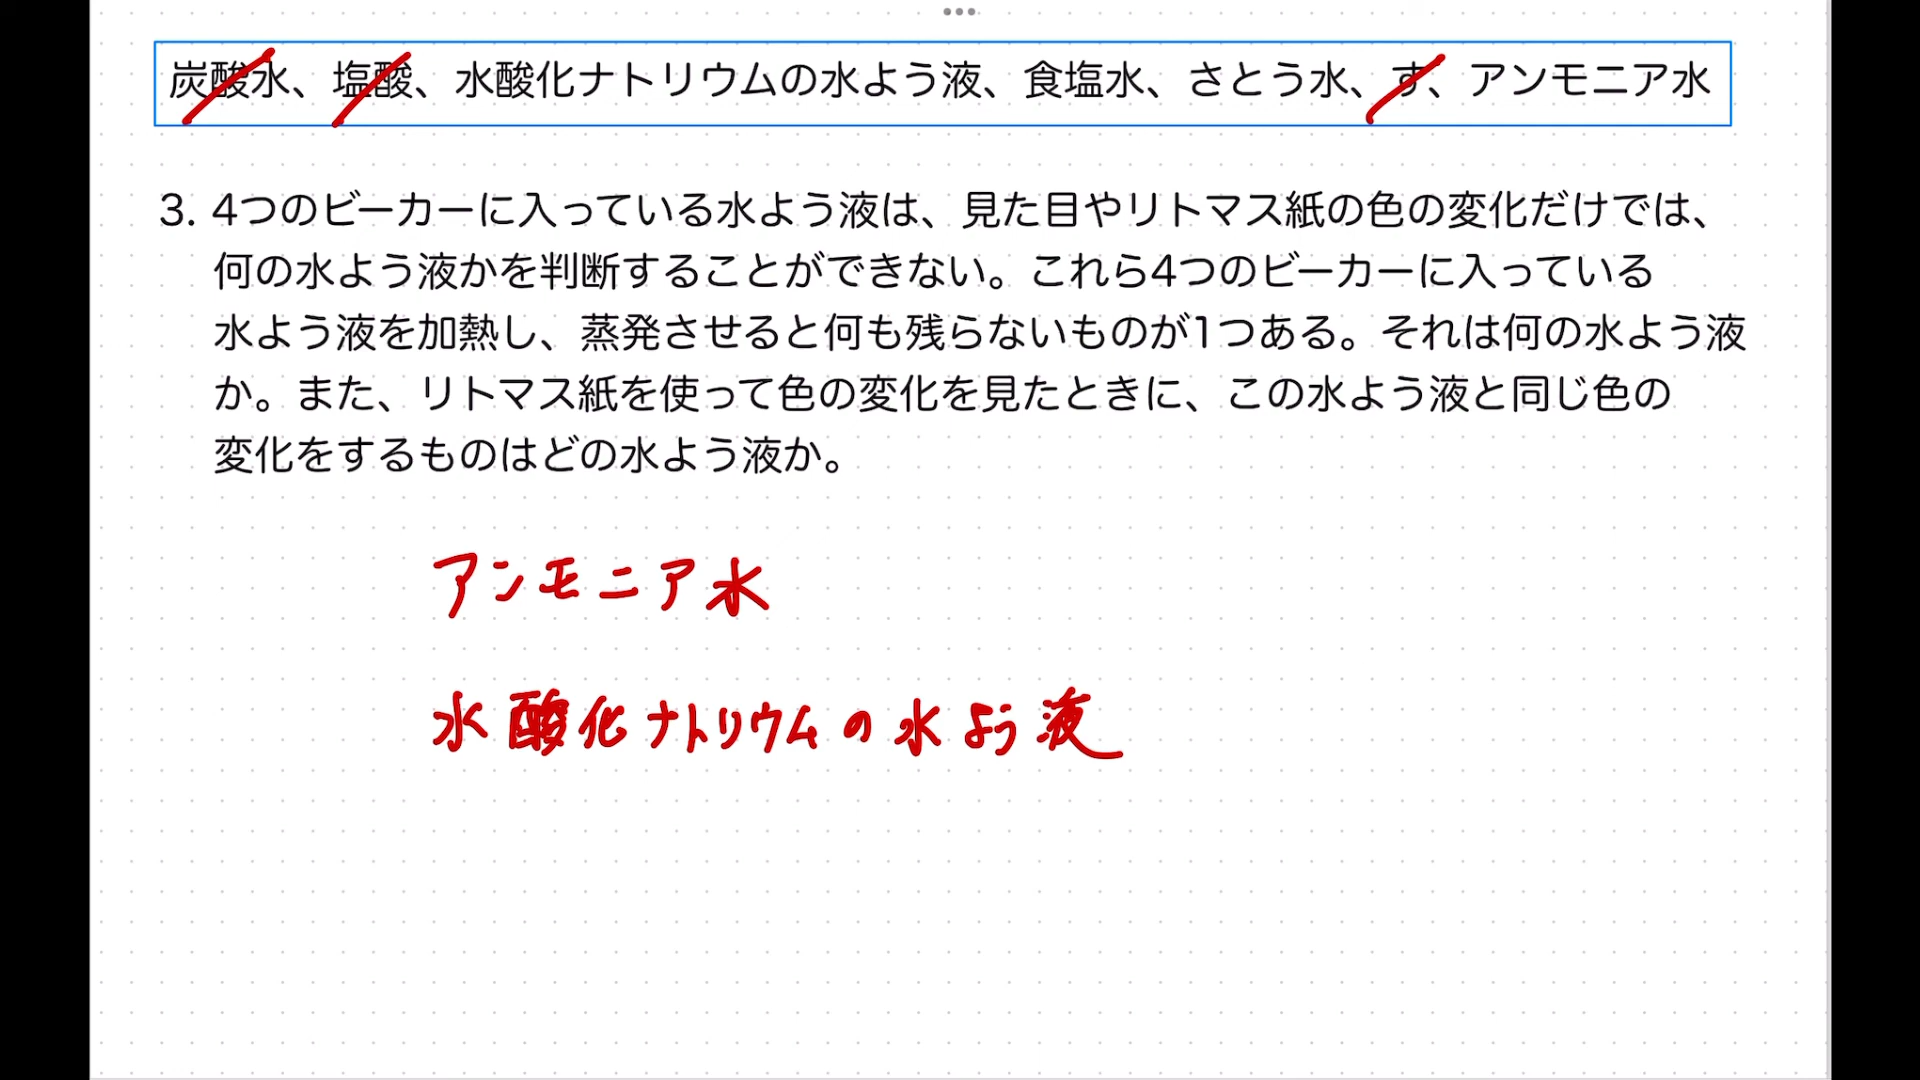 炭酸水、塩酸、水酸化ナトリウムの水よう液、食塩水、さとう水、す、アンモニア水
3. 4つのビーカーに入っている水よう液は、見た目やリトマス紙の色の変化だけでは、
何の水よう液かを判断することができない。これら4つのビーカーに入っている
水よう液を加熱し、蒸発させると何も残らないものが1つある。それは何の水よう液
か。また、リトマス紙を使って色の変化を見たときに、この水よう液と同じ色の
変化をするものはどの水よう液か。
アンモニア水
水酸化ナトリウムの水よう液